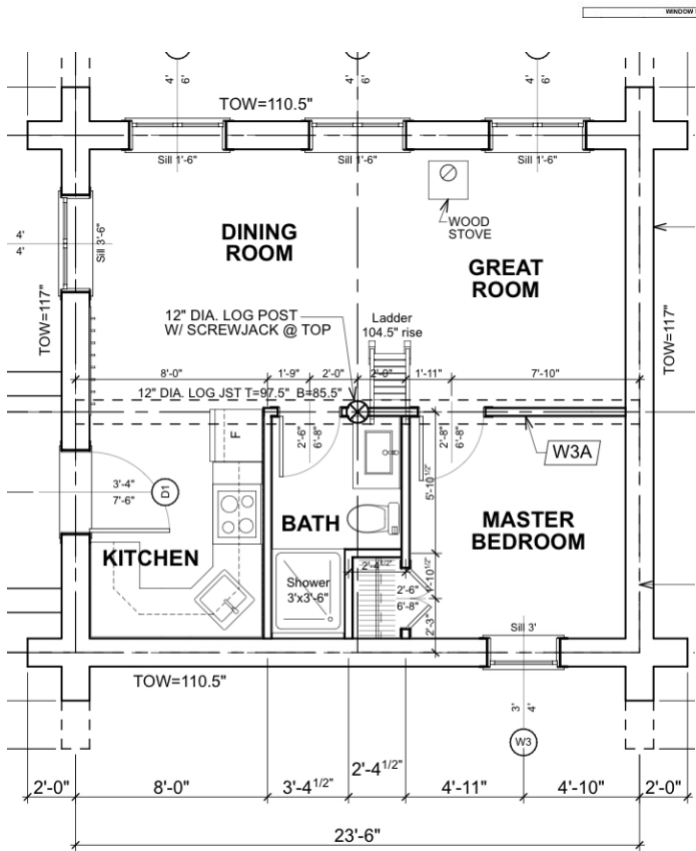 WINDOW
4'
6'
4'
6'
4'
6'
TOW=110.5"
Sill 1'-6"
Sill 1'-6"
Sill 1'-6"
WOOD
STOVE
DINING
ROOM
GREAT
ROOM
4'
4'
Sill 3'-6"
TOW=117"
TOW=117"
12" DIA. LOG POST
W/ SCREWJACK @ TOP
Ladder
104.5" rise
8'-0"
1'-9"
2'-0"
2'-0"
1'-11"
7'-10"
12" DIA. LOG JST T=97.5" B=85.5"
F
2'-6"
6'-8"
2'-8"
6'-8"
W3A
3'-4"
7'-6"
D1
5'-10 1/2"
BATH
MASTER
BEDROOM
KITCHEN
Shower
3'x3'-6"
2'-4 1/2"
1'-10 1/2"
2'-6"
6'-8"
2'-3"
Sill 3'
TOW=110.5"
3'
4'
W3
2'-0"
8'-0"
3'-4 1/2"
2'-4 1/2"
4'-11"
4'-10"
2'-0"
23'-6"